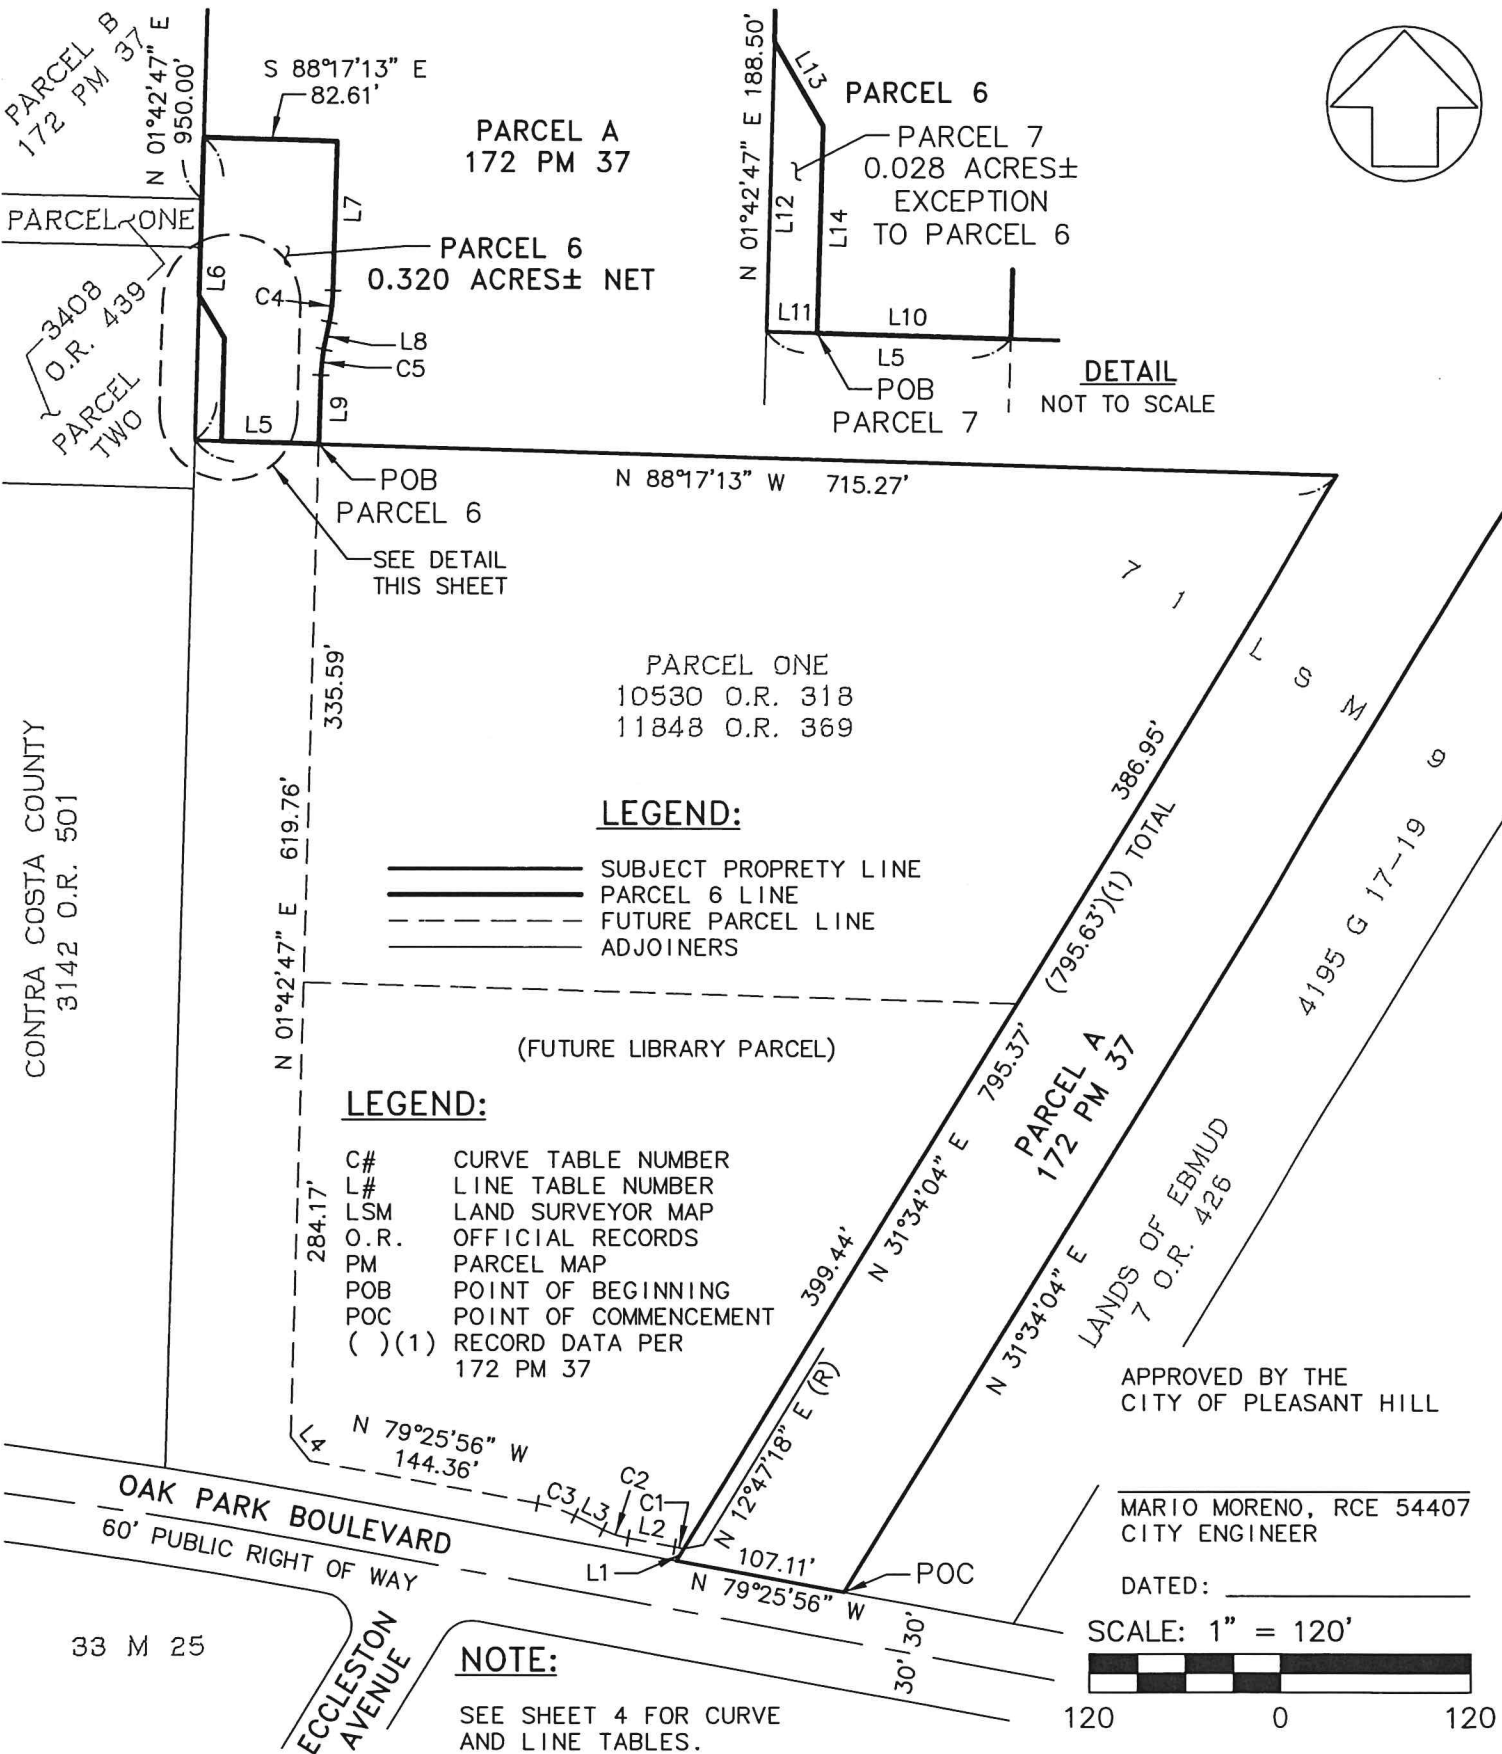 PARCEL B
172 PM 37
N 01°42'47" E
950.00'
S 88°17'13" E
82.61'
PARCEL A
172 PM 37
PARCEL ONE
L7
PARCEL 6
0.320 ACRES± NET
L6
C4
L8
C5
L9
L5
3408
O.R. 439
PARCEL
TWO
POB
PARCEL 6
SEE DETAIL
THIS SHEET
N 01°42'47" E 188.50'
L13
PARCEL 6
PARCEL 7
0.028 ACRES±
EXCEPTION
TO PARCEL 6
L12
L14
L11
L10
L5
POB
PARCEL 7
DETAIL
NOT TO SCALE
N 88°17'13" W 715.27'
7 1 L S M 9
335.59'
PARCEL ONE
10530 O.R. 318
11848 O.R. 369
CONTRA COSTA COUNTY
3142 O.R. 501
N 01°42'47" E 619.76'
LEGEND:
SUBJECT PROPRETY LINE
PARCEL 6 LINE
FUTURE PARCEL LINE
ADJOINERS
386.95'
(795.63')(1) TOTAL
4195 G 17-19
(FUTURE LIBRARY PARCEL)
N 31°34'04" E 795.37'
PARCEL A
172 PM 37
LEGEND:
C# CURVE TABLE NUMBER
L# LINE TABLE NUMBER
LSM LAND SURVEYOR MAP
O.R. OFFICIAL RECORDS
PM PARCEL MAP
POB POINT OF BEGINNING
POC POINT OF COMMENCEMENT
( )(1) RECORD DATA PER
172 PM 37
284.17'
399.44'
N 31°34'04" E
LANDS OF EBMUD
7 O.R. 426
L4
N 79°25'56" W
144.36'
C3
L3
C2
C1
L2
L1
N 12°47'18" E (R)
107.11'
N 79°25'56" W
POC
OAK PARK BOULEVARD
60' PUBLIC RIGHT OF WAY
30' 30'
33 M 25
ECCLESTON
AVENUE
NOTE:
SEE SHEET 4 FOR CURVE
AND LINE TABLES.
APPROVED BY THE
CITY OF PLEASANT HILL
MARIO MORENO, RCE 54407
CITY ENGINEER
DATED:
SCALE: 1" = 120'
120 0 120